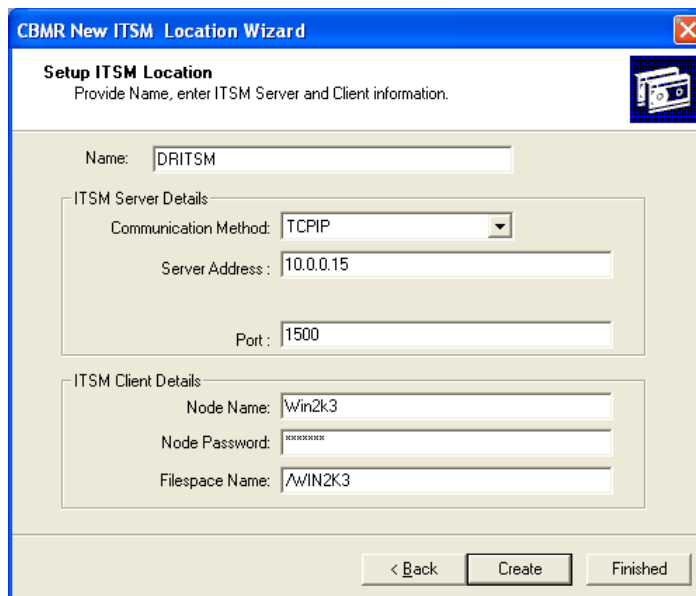 CBMR New ITSM Location Wizard
Setup ITSM Location
Provide Name, enter ITSM Server and Client information.
Name: DRITSM
ITSM Server Details
Communication Method: TCPIP
Server Address : 10.0.0.15
Port : 1500
ITSM Client Details
Node Name: Win2k3
Node Password: *******
Filespace Name: /WIN2K3
< Back Create Finished